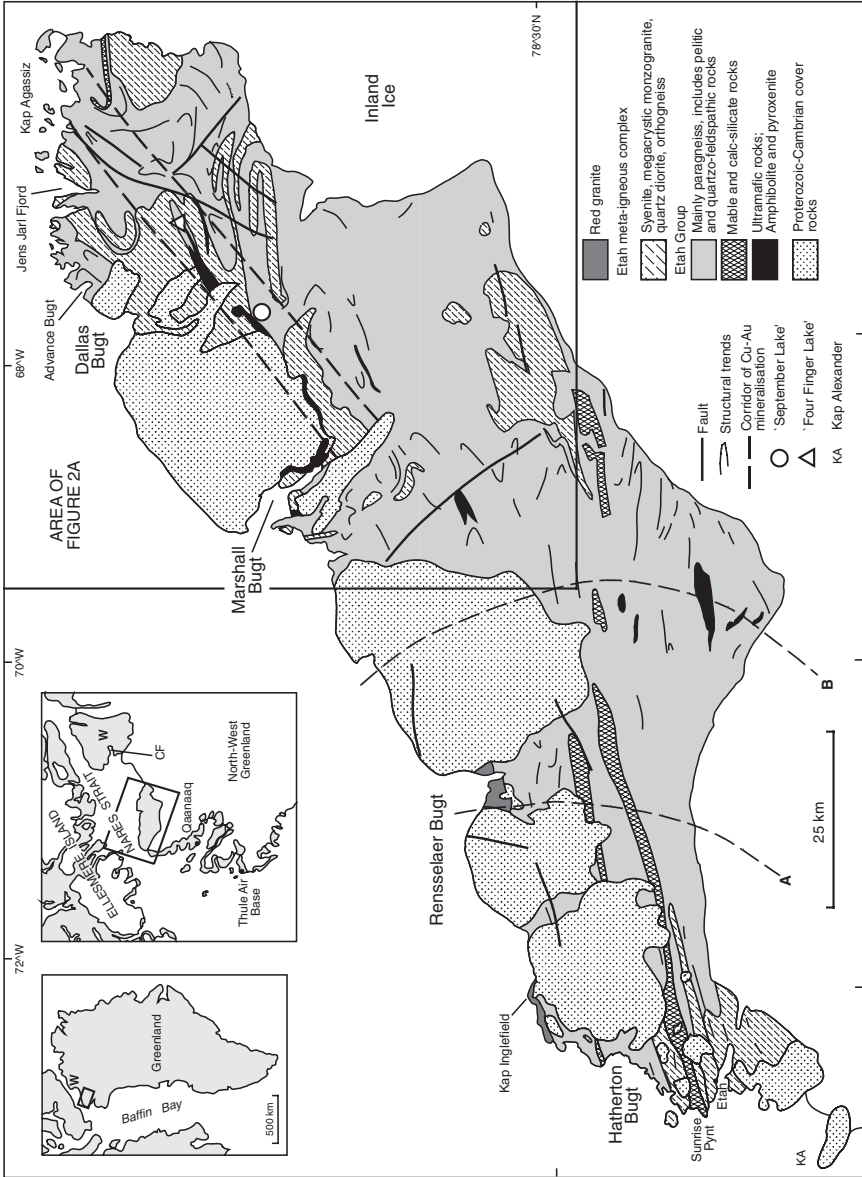 Kap Agassiz
Jens Jarl Fjord
Advance Bugt
Dallas
Bugt
68°W
AREA OF
FIGURE 2A
Marshall
Bugt
70°W
Inland
Ice
78°30'N
ELLESMERE ISLAND
NARES STRAIT
W
CF
Qaanaaq
North-West
Greenland
Thule Air
Base
Rensselaer Bugt
72°W
W
Greenland
Baffin Bay
500 km
Kap Inglefield
Hatherton
Bugt
Sunrise
Pynt
Etah
KA
A
B
25 km
Red granite
Etah meta-igneous complex
Syenite, megacrystic monzogranite,
quartz diorite, orthogneiss
Etah Group
Mainly paragneiss, includes pelitic
and quartzo-feldspathic rocks
Mable and calc-silicate rocks
Ultramafic rocks;
Amphibolite and pyroxenite
Proterozoic-Cambrian cover
rocks
Fault
Structural trends
Corridor of Cu-Au
mineralisation
‘September Lake’
‘Four Finger Lake’
KA Kap Alexander